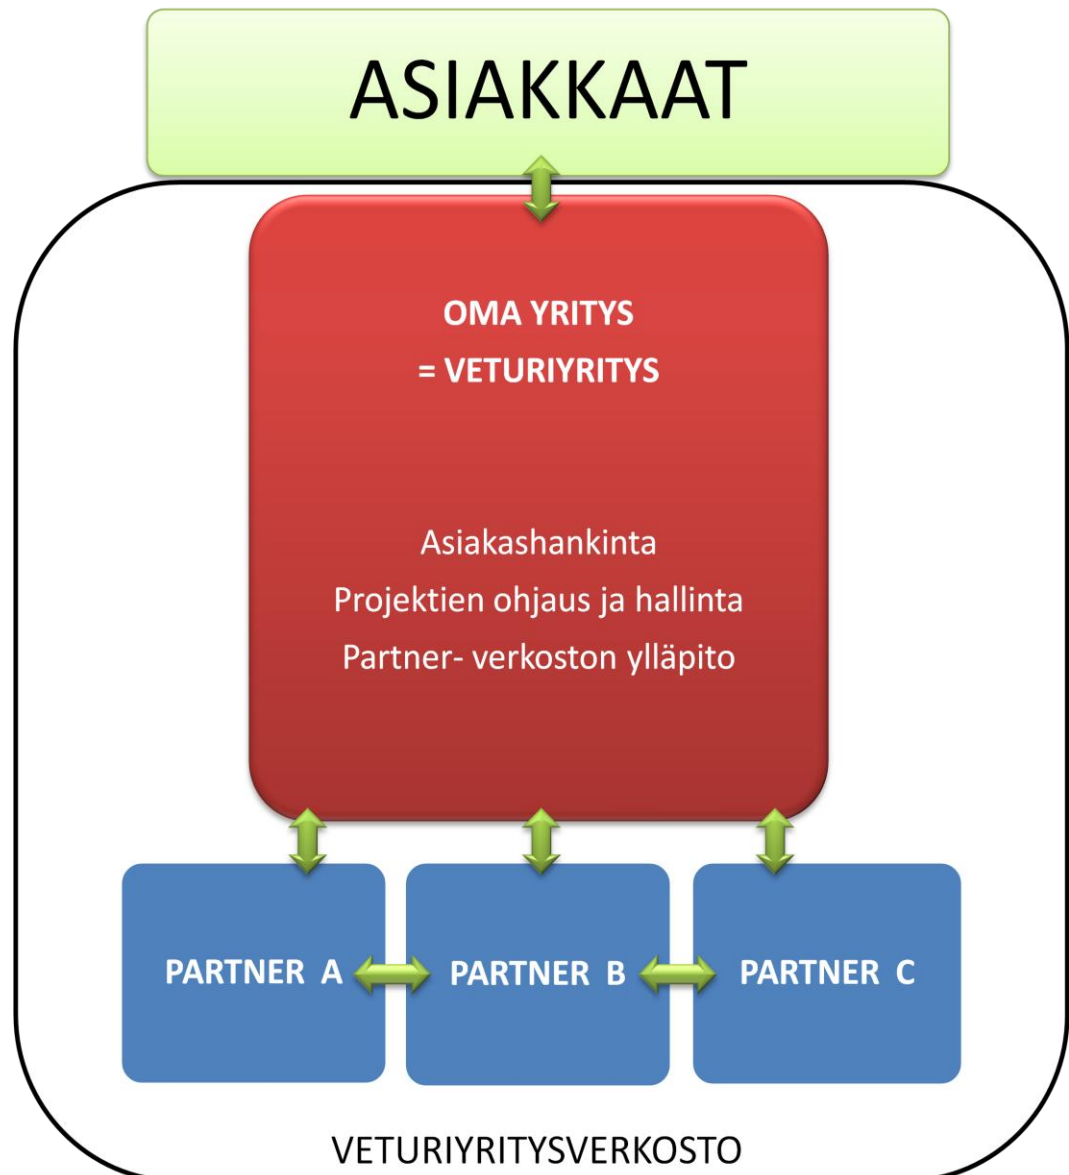 ASIAKKAAT
OMA YRITYS
= VETURIYRITYS
Asiakashankinta
Projektien ohjaus ja hallinta
Partner- verkoston ylläpito
PARTNER A
PARTNER B
PARTNER C
VETURIYRITYSVERKOSTO